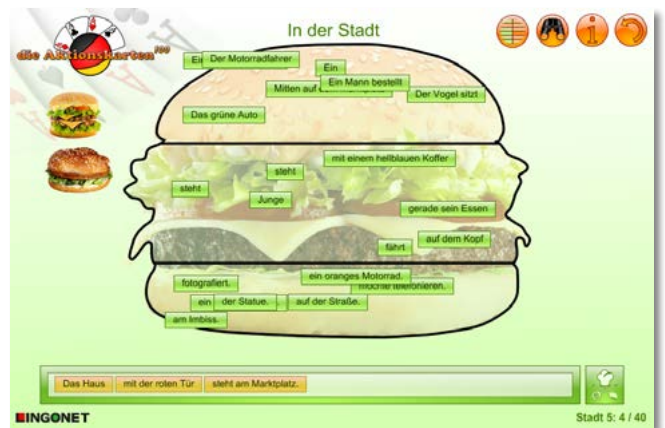 In der Stadt
die Aktionskarten 100
Ein
Der Motorradfahrer
Ein
Ein Mann bestellt
Mitten auf
Der Vogel sitzt
Das grüne Auto
mit einem hellblauen Koffer
steht
steht
Junge
gerade sein Essen
auf dem Kopf
fährt
ein oranges Motorrad.
fotografiert.
möchte telefonieren.
ein
der Statue.
auf der Straße.
am Imbiss.
Das Haus
mit der roten Tür
steht am Marktplatz.
LINGONET
Stadt 5: 4 / 40